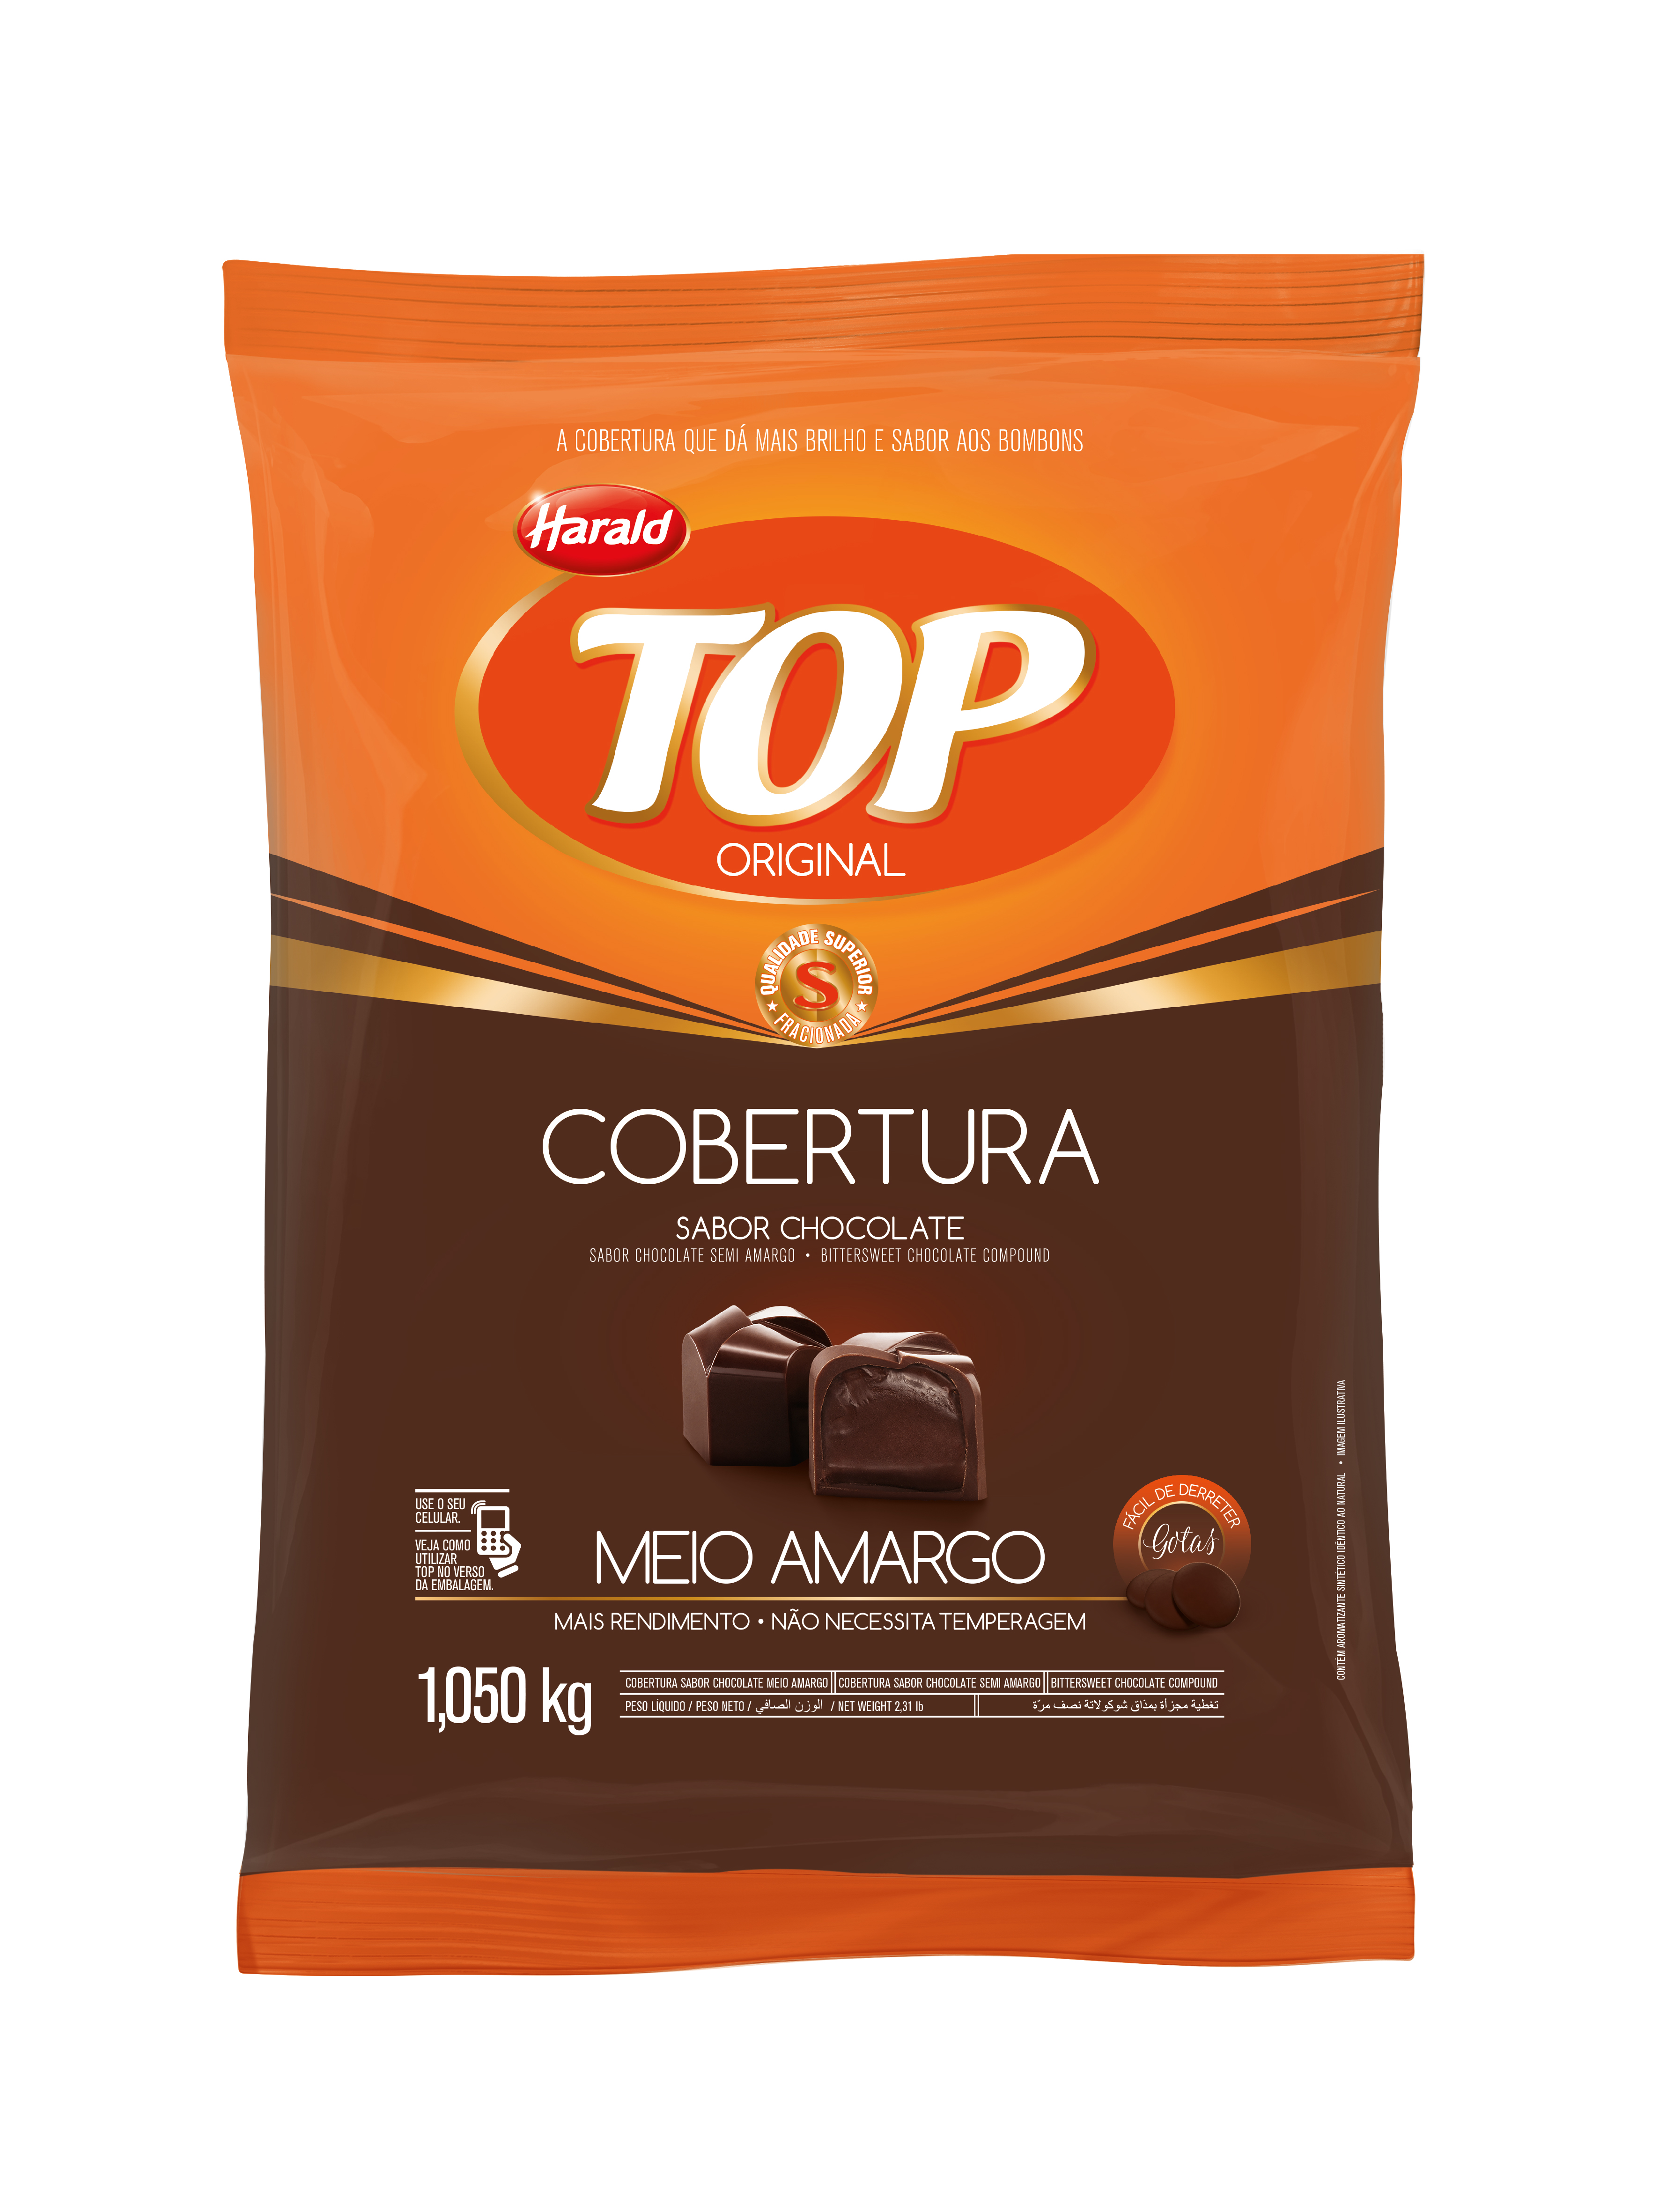 A COBERTURA QUE DÁ MAIS BRILHO E SABOR AOS BOMBONS
Harald
TOP
ORIGINAL
QUALIDADE SUPERIOR
S
FRACIONADA
COBERTURA
SABOR CHOCOLATE
SABOR CHOCOLATE SEMI AMARGO • BITTERSWEET CHOCOLATE COMPOUND
USE O SEU
CELULAR.
VEJA COMO
UTILIZAR
TOP NO VERSO
DA EMBALAGEM.
MEIO AMARGO
FÁCIL DE DERRETER
Gotas
MAIS RENDIMENTO • NÃO NECESSITA TEMPERAGEM
1,050 kg
COBERTURA SABOR CHOCOLATE MEIO AMARGO COBERTURA SABOR CHOCOLATE SEMI AMARGO BITTERSWEET CHOCOLATE COMPOUND
PESO LÍQUIDO / PESO NETO / الوزن الصافي / NET WEIGHT 2,31 lb تغطية مجزأة بمذاق شوكولاتة نصف مرّة
CONTÉM AROMATIZANTE SINTÉTICO IDÊNTICO AO NATURAL • IMAGEM ILUSTRATIVA